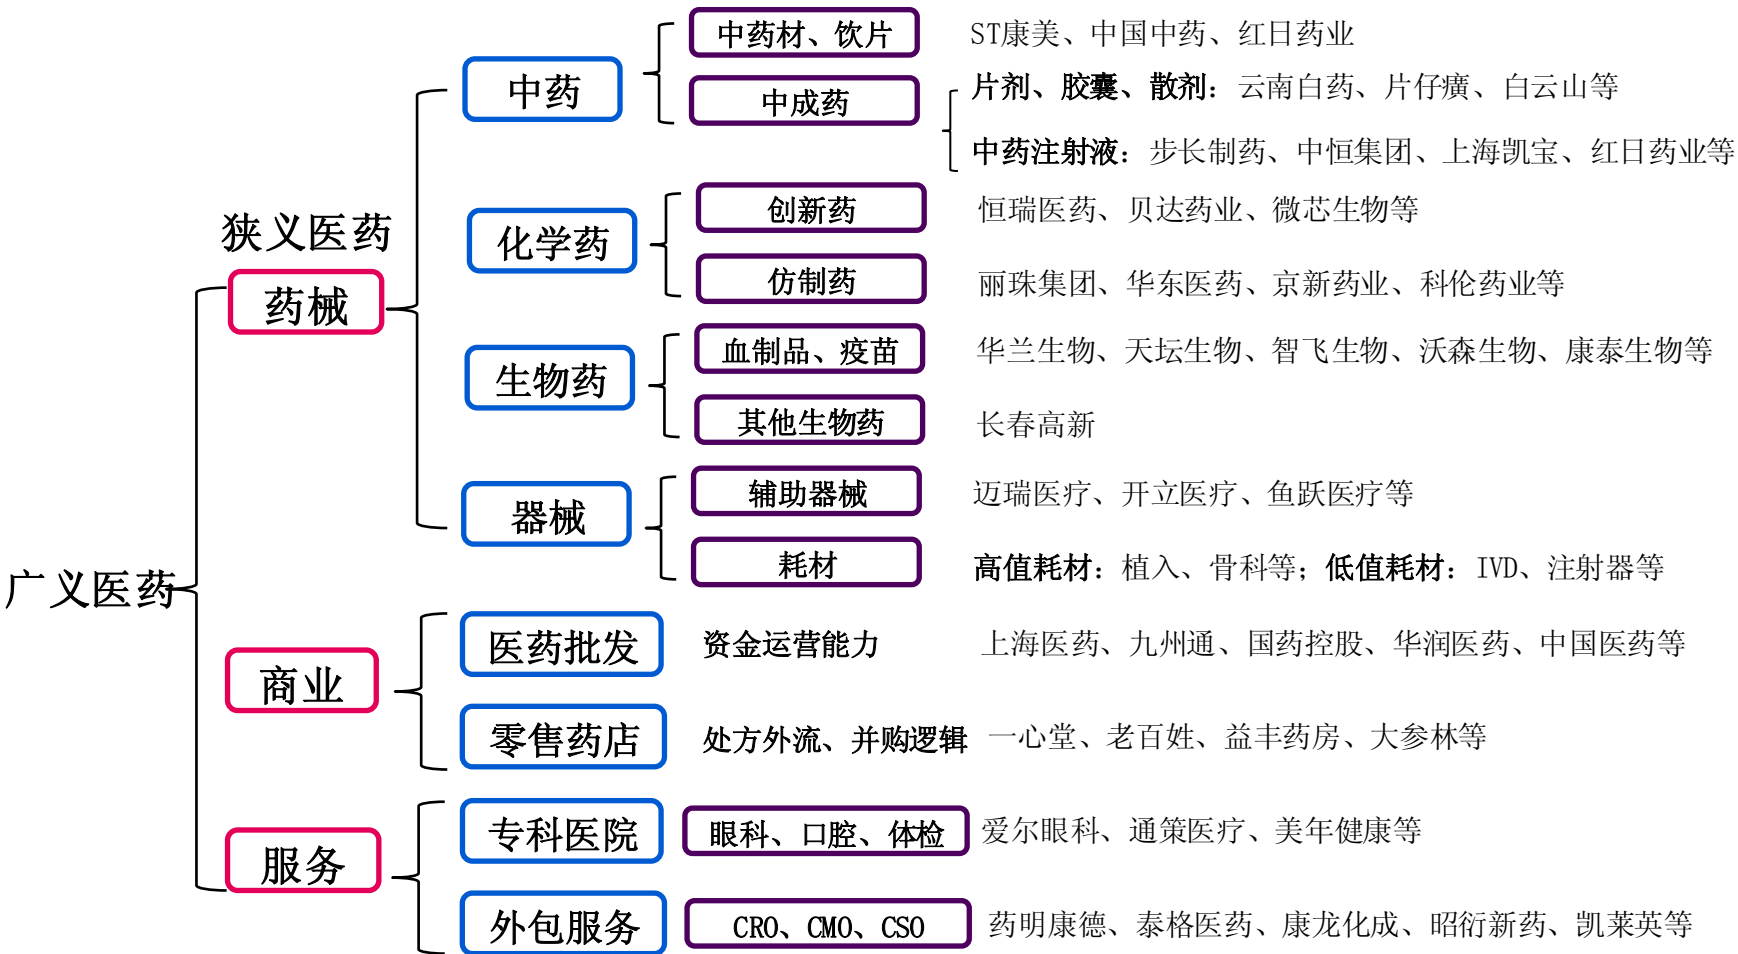 广义医药
狭义医药
药械
中药
中药材、饮片
ST康美、中国中药、红日药业
中成药
片剂、胶囊、散剂：云南白药、片仔癀、白云山等
中药注射液：步长制药、中恒集团、上海凯宝、红日药业等
化学药
创新药
恒瑞医药、贝达药业、微芯生物等
仿制药
丽珠集团、华东医药、京新药业、科伦药业等
生物药
血制品、疫苗
华兰生物、天坛生物、智飞生物、沃森生物、康泰生物等
其他生物药
长春高新
器械
辅助器械
迈瑞医疗、开立医疗、鱼跃医疗等
耗材
高值耗材：植入、骨科等；低值耗材：IVD、注射器等
商业
医药批发
资金运营能力
上海医药、九州通、国药控股、华润医药、中国医药等
零售药店
处方外流、并购逻辑
一心堂、老百姓、益丰药房、大参林等
服务
专科医院
眼科、口腔、体检
爱尔眼科、通策医疗、美年健康等
外包服务
CRO、CMO、CSO
药明康德、泰格医药、康龙化成、昭衍新药、凯莱英等